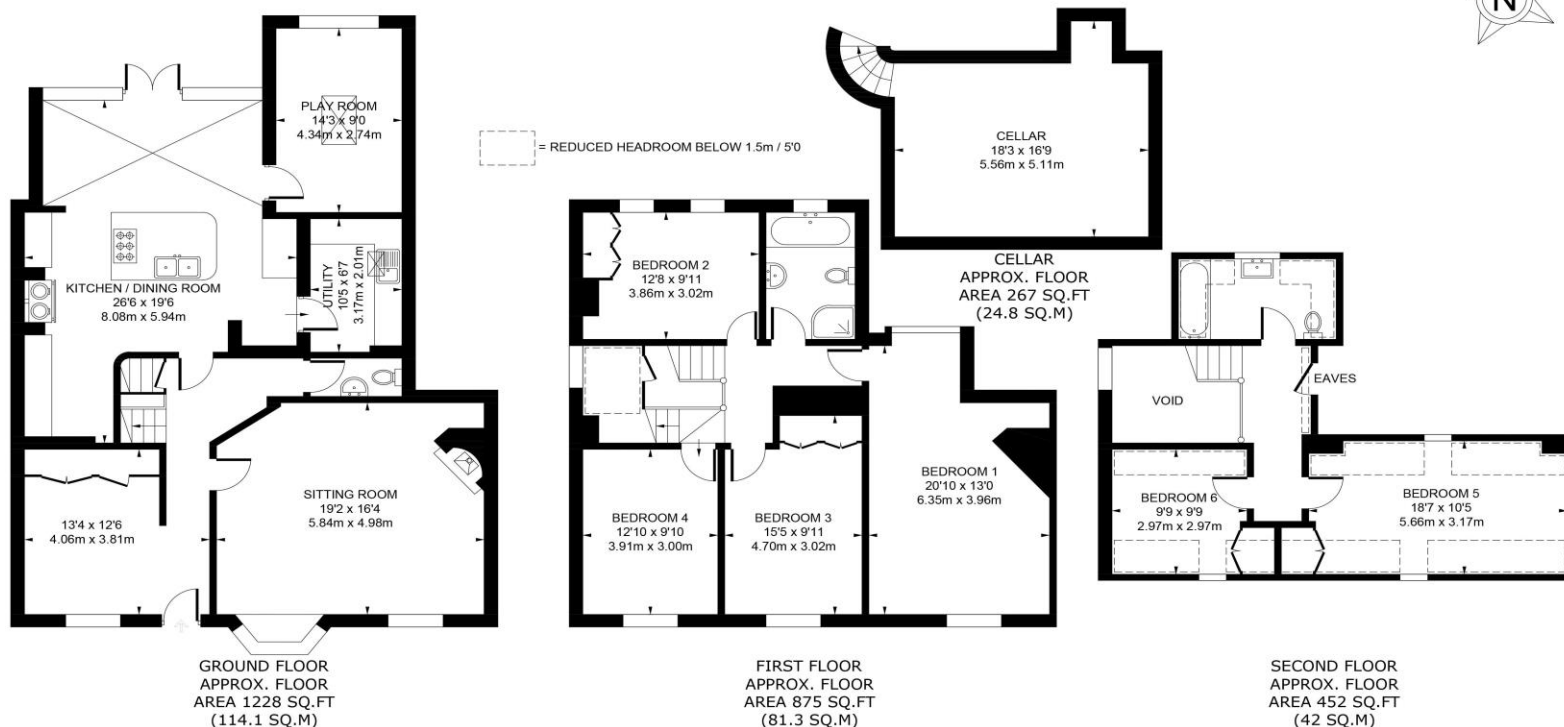 N
PLAY ROOM
14'3 x 9'0
4.34m x 2.74m
KITCHEN / DINING ROOM
26'6 x 19'6
8.08m x 5.94m
UTILITY
10'5 x 6'7
3.17m x 2.01m
13'4 x 12'6
4.06m x 3.81m
SITTING ROOM
19'2 x 16'4
5.84m x 4.98m
GROUND FLOOR
APPROX. FLOOR
AREA 1228 SQ.FT
(114.1 SQ.M)
= REDUCED HEADROOM BELOW 1.5m / 5'0
CELLAR
18'3 x 16'9
5.56m x 5.11m
CELLAR
APPROX. FLOOR
AREA 267 SQ.FT
(24.8 SQ.M)
BEDROOM 2
12'8 x 9'11
3.86m x 3.02m
BEDROOM 4
12'10 x 9'10
3.91m x 3.00m
BEDROOM 3
15'5 x 9'11
4.70m x 3.02m
BEDROOM 1
20'10 x 13'0
6.35m x 3.96m
FIRST FLOOR
APPROX. FLOOR
AREA 875 SQ.FT
(81.3 SQ.M)
EAVES
VOID
BEDROOM 6
9'9 x 9'9
2.97m x 2.97m
BEDROOM 5
18'7 x 10'5
5.66m x 3.17m
SECOND FLOOR
APPROX. FLOOR
AREA 452 SQ.FT
(42 SQ.M)